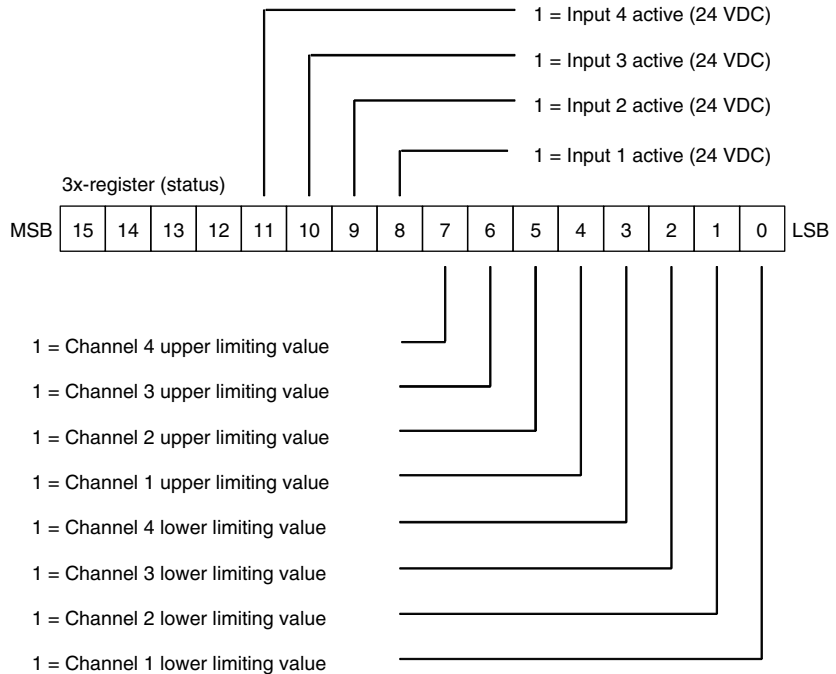 1 = Input 4 active (24 VDC)
1 = Input 3 active (24 VDC)
1 = Input 2 active (24 VDC)
1 = Input 1 active (24 VDC)
3x-register (status)
MSB 15 14 13 12 11 10 9 8 7 6 5 4 3 2 1 0 LSB
1 = Channel 4 upper limiting value
1 = Channel 3 upper limiting value
1 = Channel 2 upper limiting value
1 = Channel 1 upper limiting value
1 = Channel 4 lower limiting value
1 = Channel 3 lower limiting value
1 = Channel 2 lower limiting value
1 = Channel 1 lower limiting value